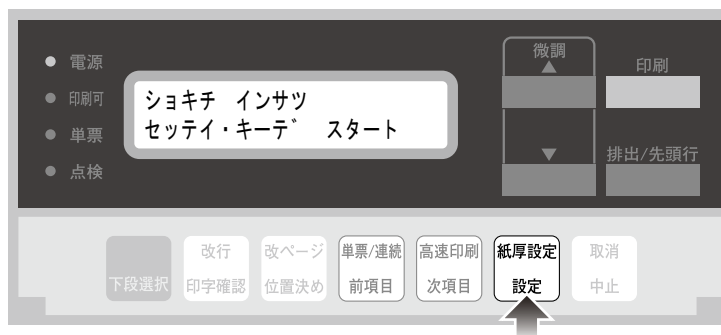 電源
印刷可
単票
点検
ショキチ インサツ
セッテイ・キーデ゛ スタート
微調
▲
▼
印刷
排出/先頭行
下段選択
改行
印字確認
改ページ
位置決め
単票/連続
前項目
高速印刷
次項目
紙厚設定
設定
取消
中止